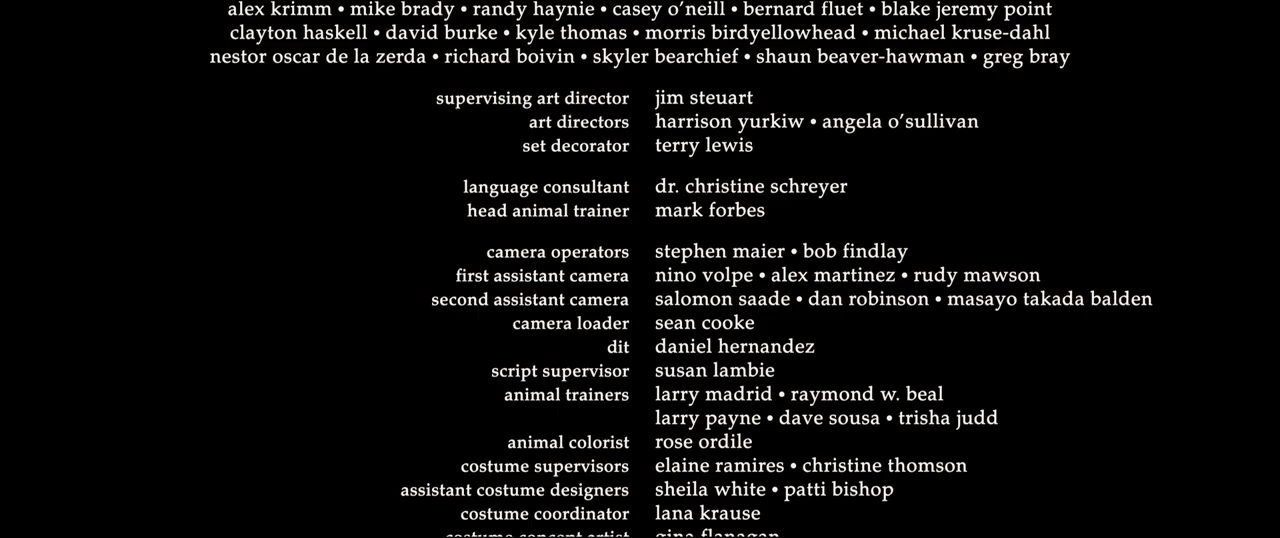 alex krimm • mike brady • randy haynie • casey o'neill • bernard fluet • blake jeremy point
clayton haskell • david burke • kyle thomas • morris birdyellowhead • michael kruse-dahl
nestor oscar de la zerda • richard boivin • skyler bearchief • shaun beaver-hawman • greg bray
supervising art director jim steuart
art directors harrison yurkiw • angela o'sullivan
set decorator terry lewis
language consultant dr. christine schreyer
head animal trainer mark forbes
camera operators stephen maier • bob findlay
first assistant camera nino volpe • alex martinez • rudy mawson
second assistant camera salomon saade • dan robinson • masayo takada balden
camera loader sean cooke
dit daniel hernandez
script supervisor susan lambie
animal trainers larry madrid • raymond w. beal
larry payne • dave sousa • trisha judd
animal colorist rose ordile
costume supervisors elaine ramires • christine thomson
assistant costume designers sheila white • patti bishop
costume coordinator lana krause
costume concept artist gina flanagan